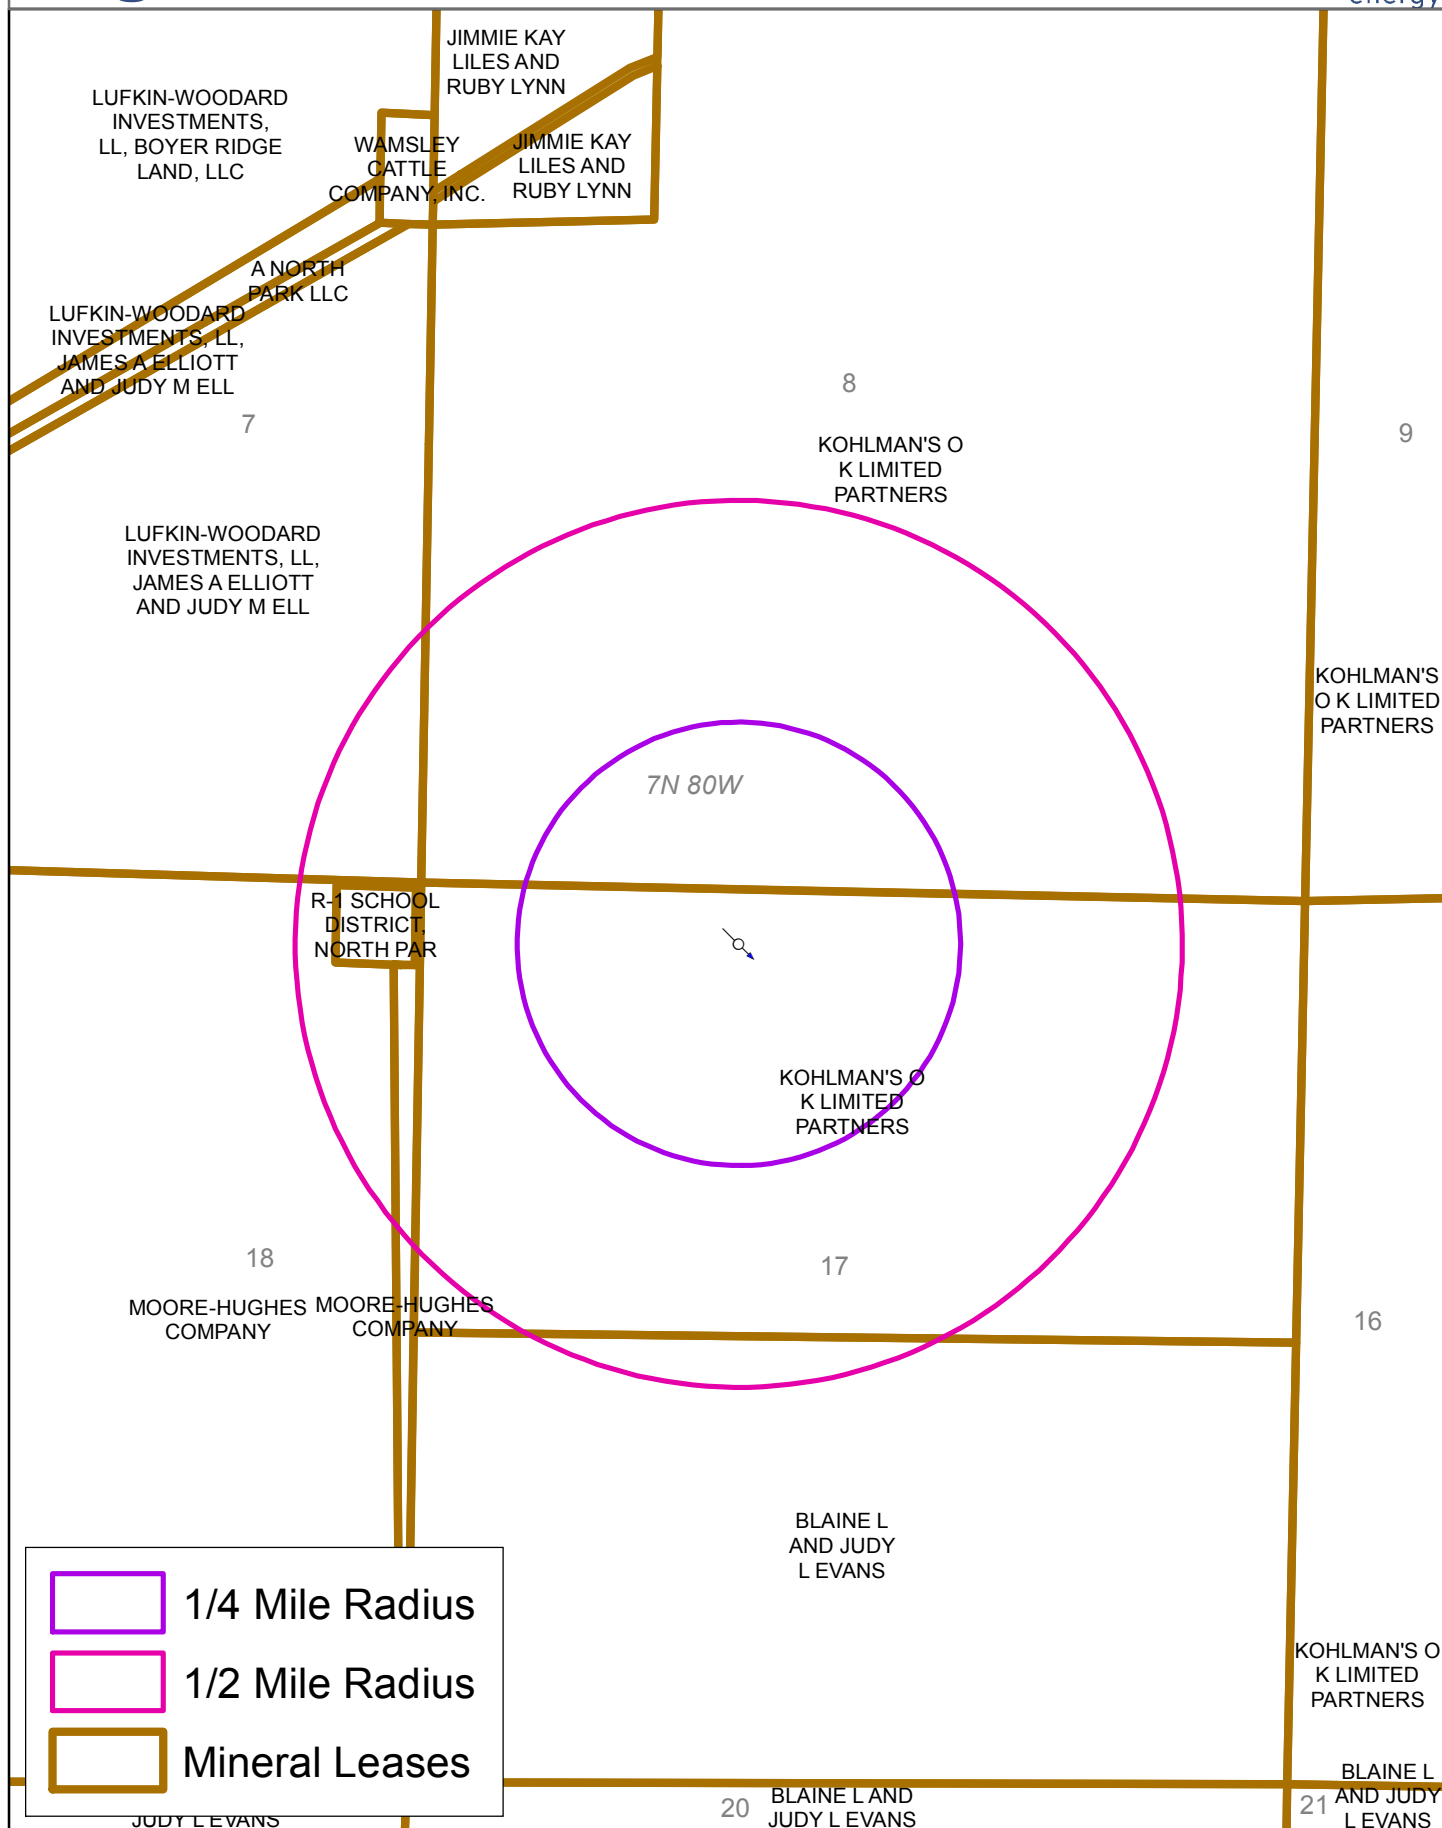 energy
JIMMIE KAY
LILES AND
RUBY LYNN
LUFKIN-WOODARD
INVESTMENTS,
LL, BOYER RIDGE
LAND, LLC
WAMSLEY
CATTLE
COMPANY, INC.
JIMMIE KAY
LILES AND
RUBY LYNN
A NORTH
PARK LLC
LUFKIN-WOODARD
INVESTMENTS, LL,
JAMES A ELLIOTT
AND JUDY M ELL
7
8
9
KOHLMAN'S O
K LIMITED
PARTNERS
LUFKIN-WOODARD
INVESTMENTS, LL,
JAMES A ELLIOTT
AND JUDY M ELL
KOHLMAN'S
O K LIMITED
PARTNERS
7N 80W
R-1 SCHOOL
DISTRICT,
NORTH PAR
KOHLMAN'S O
K LIMITED
PARTNERS
18
17
16
MOORE-HUGHES
COMPANY
MOORE-HUGHES
COMPANY
BLAINE L
AND JUDY
L EVANS
1/4 Mile Radius
1/2 Mile Radius
Mineral Leases
KOHLMAN'S O
K LIMITED
PARTNERS
JUDY L EVANS
20
BLAINE L AND
JUDY L EVANS
21
BLAINE L
AND JUDY
L EVANS